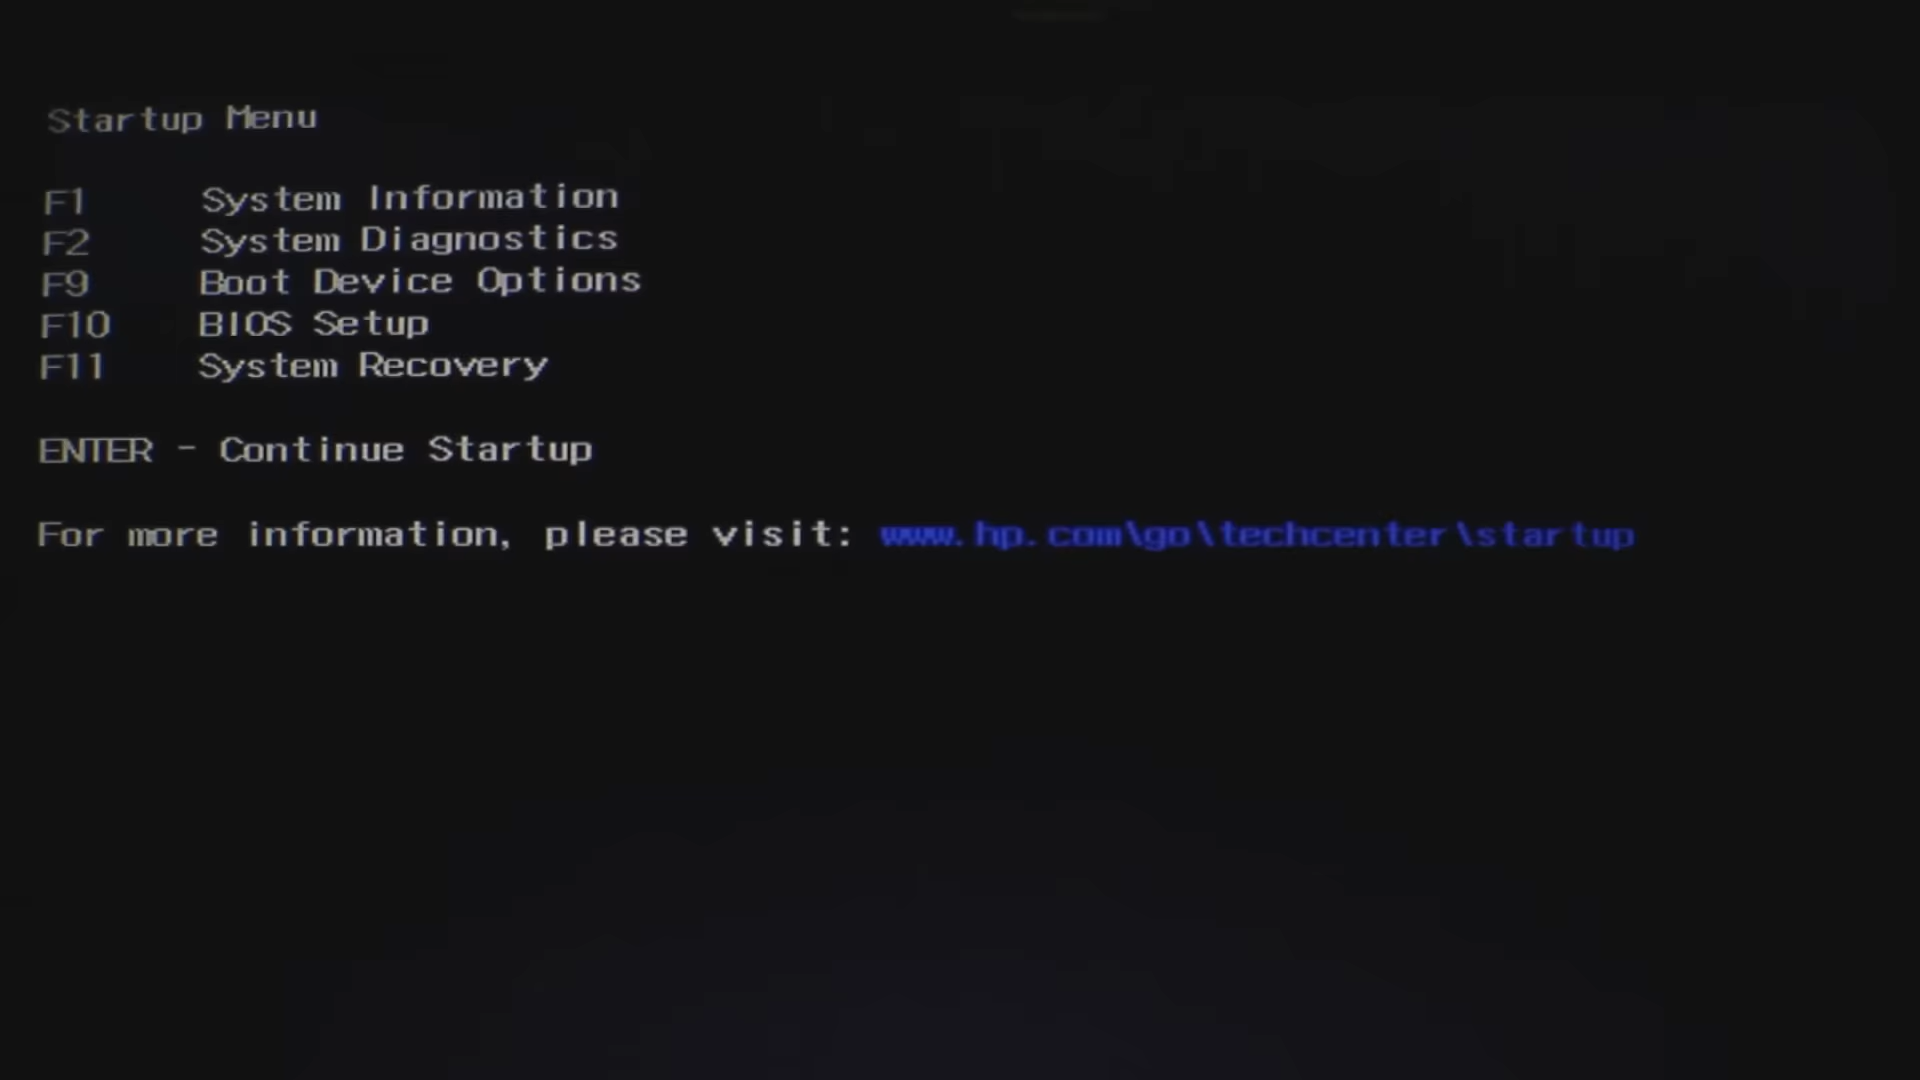 Startup Menu
F1 System Information
F2 System Diagnostics
F9 Boot Device Options
F10 BIOS Setup
F11 System Recovery
ENTER - Continue Startup
For more information, please visit: www.hp.com\go\techcenter\startup